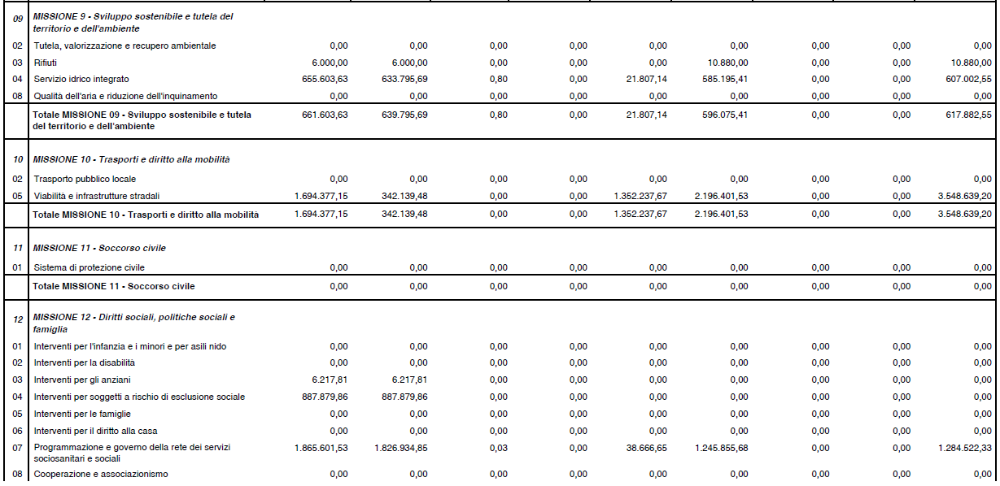 09 MISSIONE 9 - Sviluppo sostenibile e tutela del
territorio e dell'ambiente
02 Tutela, valorizzazione e recupero ambientale 0,00 0,00 0,00 0,00 0,00 0,00 0,00 0,00 0,00
03 Rifiuti 6.000,00 6.000,00 0,00 0,00 0,00 10.880,00 0,00 0,00 10.880,00
04 Servizio idrico integrato 655.603,63 633.795,69 0,80 0,00 21.807,14 585.195,41 0,00 0,00 607.002,55
08 Qualità dell'aria e riduzione dell'inquinamento 0,00 0,00 0,00 0,00 0,00 0,00 0,00 0,00 0,00
Totale MISSIONE 09 - Sviluppo sostenibile e tutela 661.603,63 639.795,69 0,80 0,00 21.807,14 596.075,41 0,00 0,00 617.882,55
del territorio e dell'ambiente
10 MISSIONE 10 - Trasporti e diritto alla mobilità
02 Trasporto pubblico locale 0,00 0,00 0,00 0,00 0,00 0,00 0,00 0,00 0,00
05 Viabilità e infrastrutture stradali 1.694.377,15 342.139,48 0,00 0,00 1.352.237,67 2.196.401,53 0,00 0,00 3.548.639,20
Totale MISSIONE 10 - Trasporti e diritto alla mobilità 1.694.377,15 342.139,48 0,00 0,00 1.352.237,67 2.196.401,53 0,00 0,00 3.548.639,20
11 MISSIONE 11 - Soccorso civile
01 Sistema di protezione civile 0,00 0,00 0,00 0,00 0,00 0,00 0,00 0,00 0,00
Totale MISSIONE 11 - Soccorso civile 0,00 0,00 0,00 0,00 0,00 0,00 0,00 0,00 0,00
12 MISSIONE 12 - Diritti sociali, politiche sociali e
famiglia
01 Interventi per l'infanzia e i minori e per asili nido 0,00 0,00 0,00 0,00 0,00 0,00 0,00 0,00 0,00
02 Interventi per la disabilità 0,00 0,00 0,00 0,00 0,00 0,00 0,00 0,00 0,00
03 Interventi per gli anziani 6.217,81 6.217,81 0,00 0,00 0,00 0,00 0,00 0,00 0,00
04 Interventi per soggetti a rischio di esclusione sociale 887.879,86 887.879,86 0,00 0,00 0,00 0,00 0,00 0,00 0,00
05 Interventi per le famiglie 0,00 0,00 0,00 0,00 0,00 0,00 0,00 0,00 0,00
06 Interventi per il diritto alla casa 0,00 0,00 0,00 0,00 0,00 0,00 0,00 0,00 0,00
07 Programmazione e governo della rete dei servizi 1.865.601,53 1.826.934,85 0,03 0,00 38.666,65 1.245.855,68 0,00 0,00 1.284.522,33
sociosanitari e sociali
08 Cooperazione e associazionismo 0,00 0,00 0,00 0,00 0,00 0,00 0,00 0,00 0,00